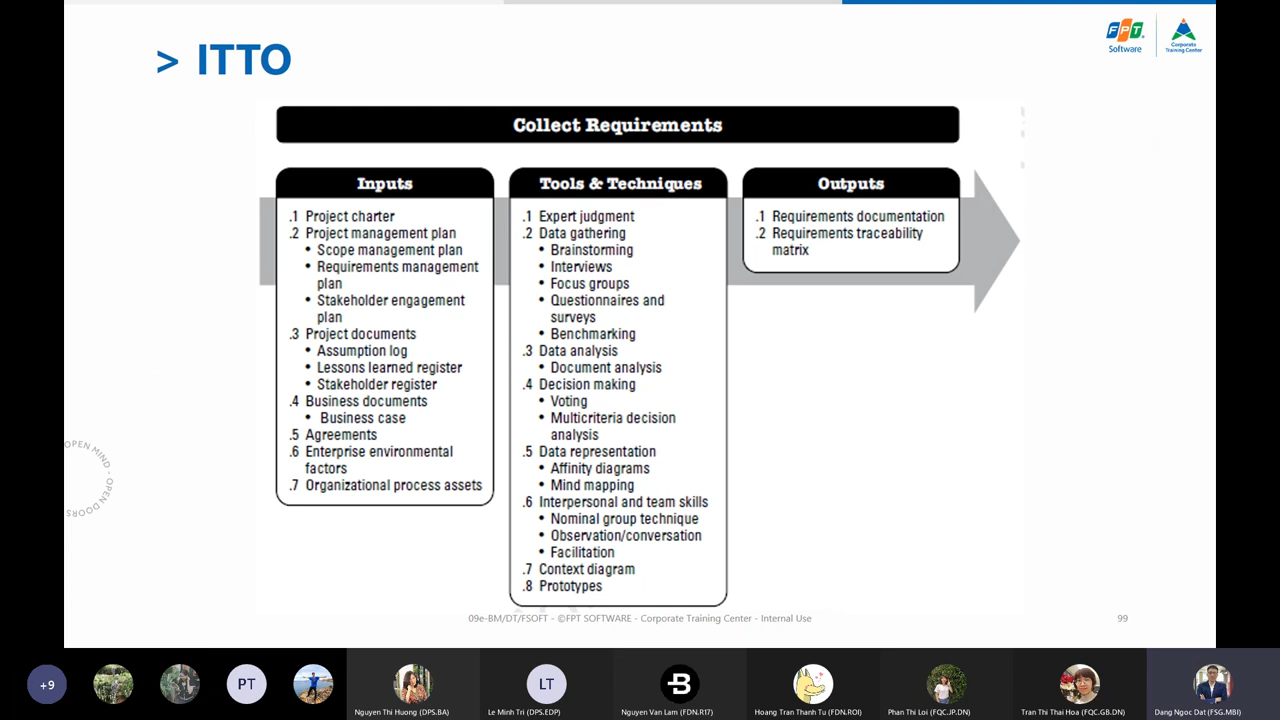 > ITTO
FPT
Software
Corporate
Training Center
Collect Requirements
Inputs
.1 Project charter
.2 Project management plan
• Scope management plan
• Requirements management
plan
• Stakeholder engagement
plan
.3 Project documents
• Assumption log
• Lessons learned register
• Stakeholder register
.4 Business documents
• Business case
.5 Agreements
.6 Enterprise environmental
factors
.7 Organizational process assets
Tools & Techniques
.1 Expert judgment
.2 Data gathering
• Brainstorming
• Interviews
• Focus groups
• Questionnaires and
surveys
• Benchmarking
.3 Data analysis
• Document analysis
.4 Decision making
• Voting
• Multicriteria decision
analysis
.5 Data representation
• Affinity diagrams
• Mind mapping
.6 Interpersonal and team skills
• Nominal group technique
• Observation/conversation
• Facilitation
.7 Context diagram
.8 Prototypes
Outputs
.1 Requirements documentation
.2 Requirements traceability
matrix
OPEN MIND - OPEN DOORS
09e-BM/DT/FSOFT - ©FPT SOFTWARE - Corporate Training Center - Internal Use
99
+9
PT
Nguyen Thi Huong (DPS.BA)
LT
Le Minh Tri (DPS.EDP)
B
Nguyen Van Lam (FDN.R17)
Hoang Tran Thanh Tu (FDN.ROI)
Phan Thi Loi (FQC.JP.DN)
Tran Thi Thai Hoa (FQC.GB.DN)
Dang Ngoc Dat (FSG.MBI)